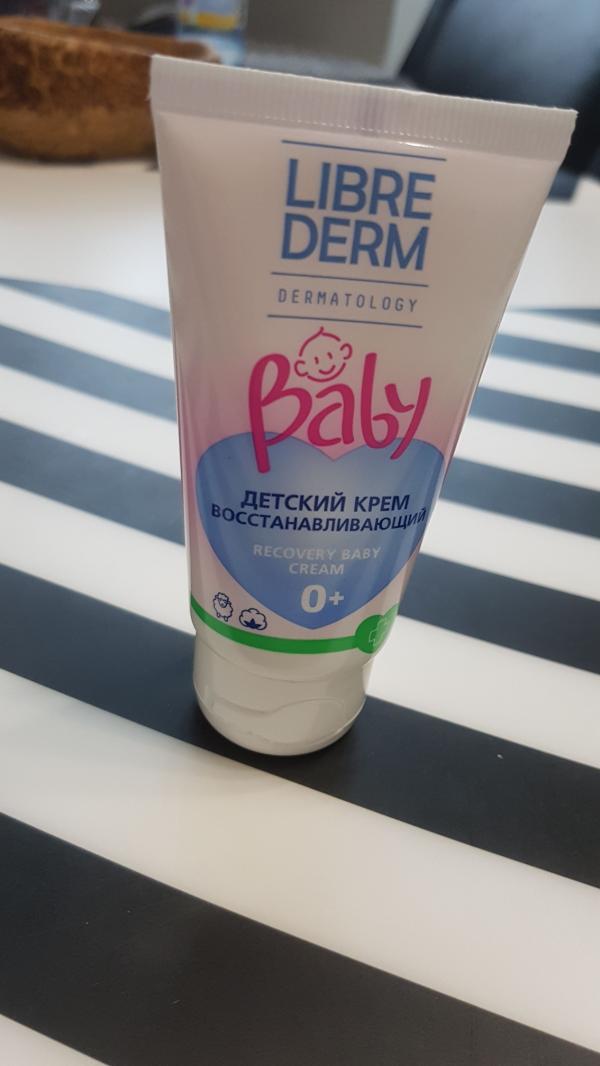 LIBRE
DERM
DERMATOLOGY
Baby
ДЕТСКИЙ КРЕМ
ВОССТАНАВЛИВАЮЩИЙ
RECOVERY BABY
CREAM
0+